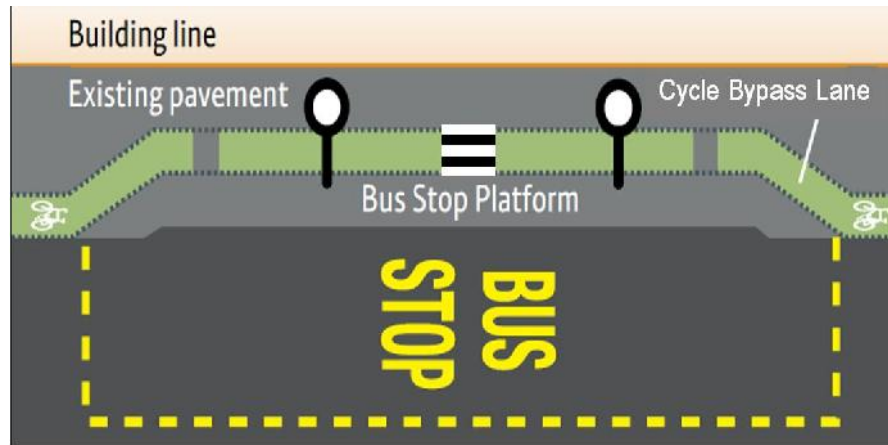 Building line
Existing pavement
Cycle Bypass Lane
Bus Stop Platform
BUS
STOP